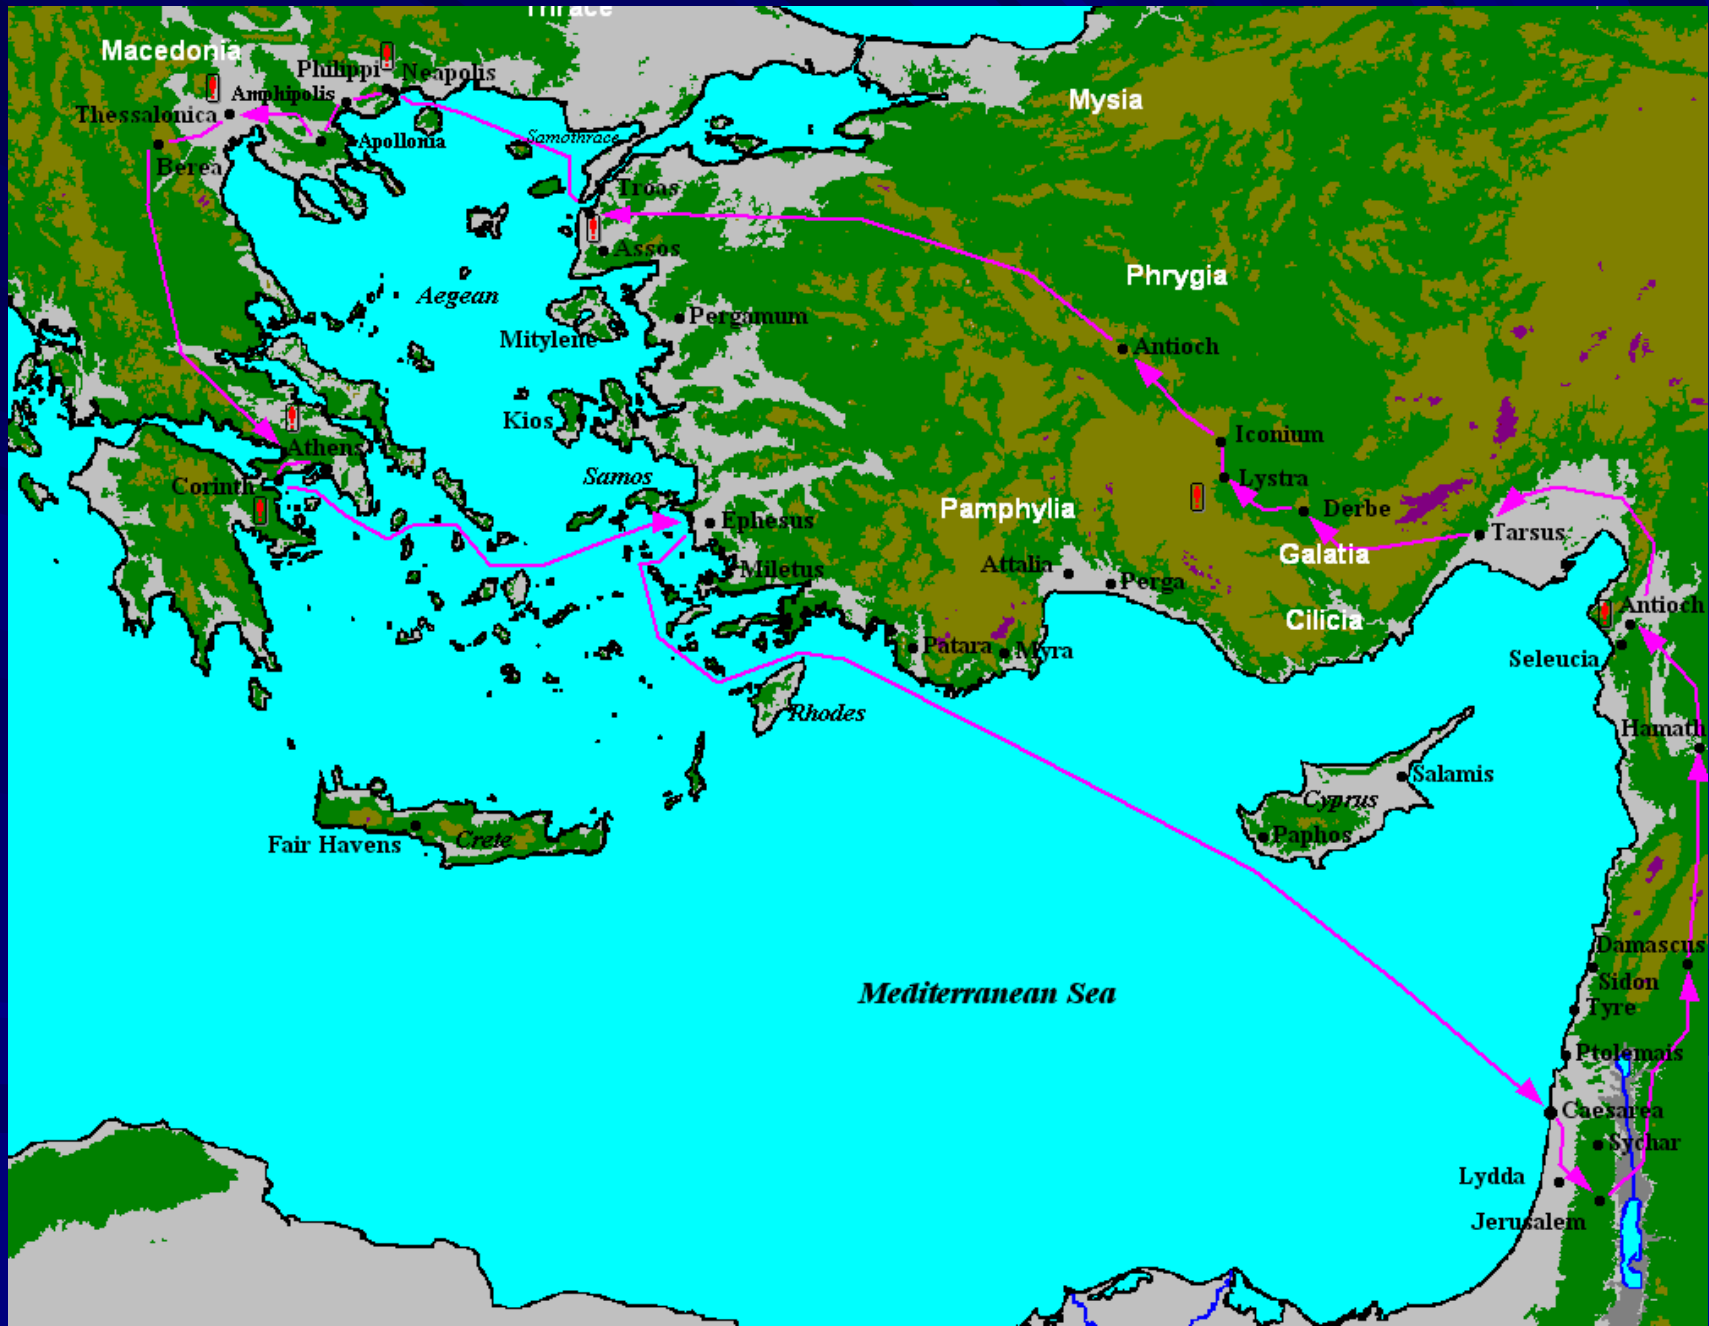 Thrace
Macedonia
Philippi
Neapolis
Amphipolis
Mysia
Thessalonica
Samothrace
Apollonia
Berea
Troas
Assos
Phrygia
Aegean
Pergamum
Mitylene
Antioch
Kios
Iconium
Athens
Samos
Lystra
Corinth
Pamphylia
Derbe
Ephesus
Tarsus
Galatia
Attalia
Miletus
Perga
Antioch
Cilicia
Patara
Myra
Seleucia
Rhodes
Hamath
Salamis
Cyprus
Paphos
Fair Havens
Crete
Damascus
Sidon
Mediterranean Sea
Tyre
Ptolemais
Caesarea
Sychar
Lydda
Jerusalem